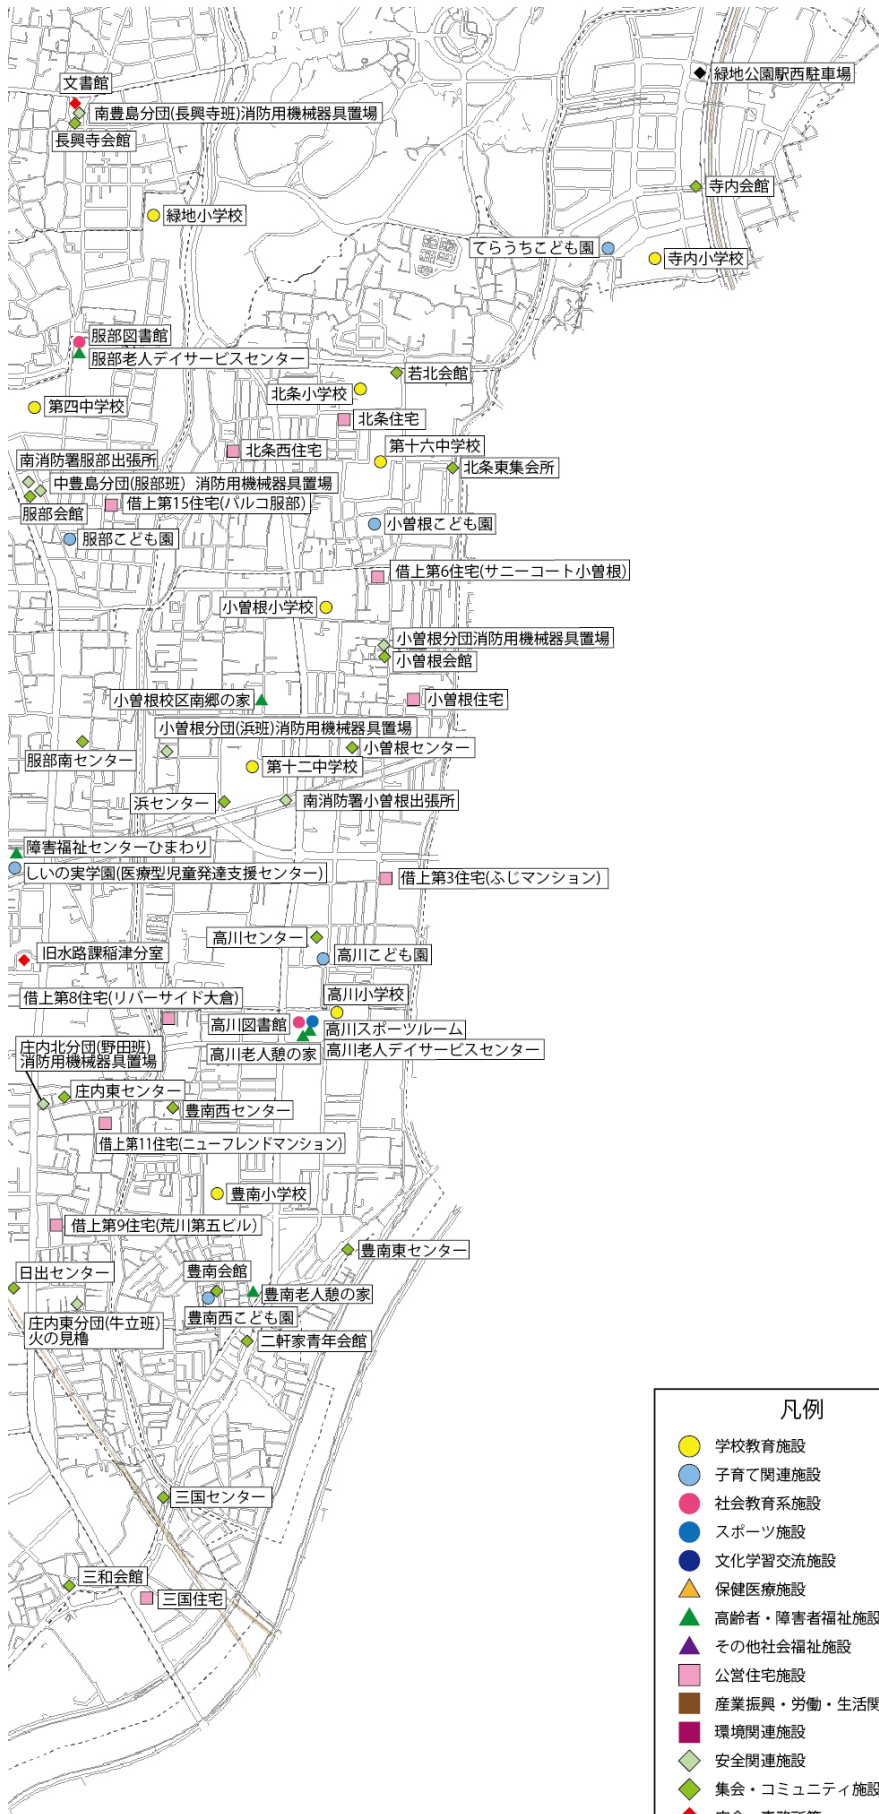 緑地公園駅西駐車場
文書館
南豊島分団(長興寺班)消防用機械器具置場
長興寺会館
寺内会館
緑地小学校
てらうちこども園
寺内小学校
服部図書館
服部老人デイサービスセンター
若北会館
北条小学校
第四中学校
北条住宅
第十六中学校
北条西住宅
南消防署服部出張所
北条東集会所
中豊島分団(服部班) 消防用機械器具置場
借上第15住宅(パルコ服部)
服部会館
小曽根こども園
服部こども園
借上第6住宅(サニーコート小曽根)
小曽根小学校
小曽根分団消防用機械器具置場
小曽根会館
小曽根校区南郷の家
小曽根住宅
小曽根分団(浜班)消防用機械器具置場
小曽根センター
服部南センター
第十二中学校
浜センター
南消防署小曽根出張所
障害福祉センターひまわり
しいの実学園(医療型児童発達支援センター)
借上第3住宅(ふじマンション)
高川センター
旧水路課稲津分室
高川こども園
借上第8住宅(リバーサイド大倉)
高川小学校
高川図書館
高川スポーツルーム
庄内北分団(野田班)
消防用機械器具置場
高川老人憩の家
高川老人デイサービスセンター
庄内東センター
豊南西センター
借上第11住宅(ニューフレンドマンション)
豊南小学校
借上第9住宅(荒川第五ビル)
豊南東センター
日出センター
豊南会館
豊南老人憩の家
豊南西こども園
庄内東分団(牛立班)
火の見櫓
二軒家青年会館
三国センター
三和会館
三国住宅
凡例
学校教育施設
子育て関連施設
社会教育系施設
スポーツ施設
文化学習交流施設
保健医療施設
高齢者・障害者福祉施設
その他社会福祉施設
公営住宅施設
産業振興・労働・生活関
環境関連施設
安全関連施設
集会・コミュニティ施設